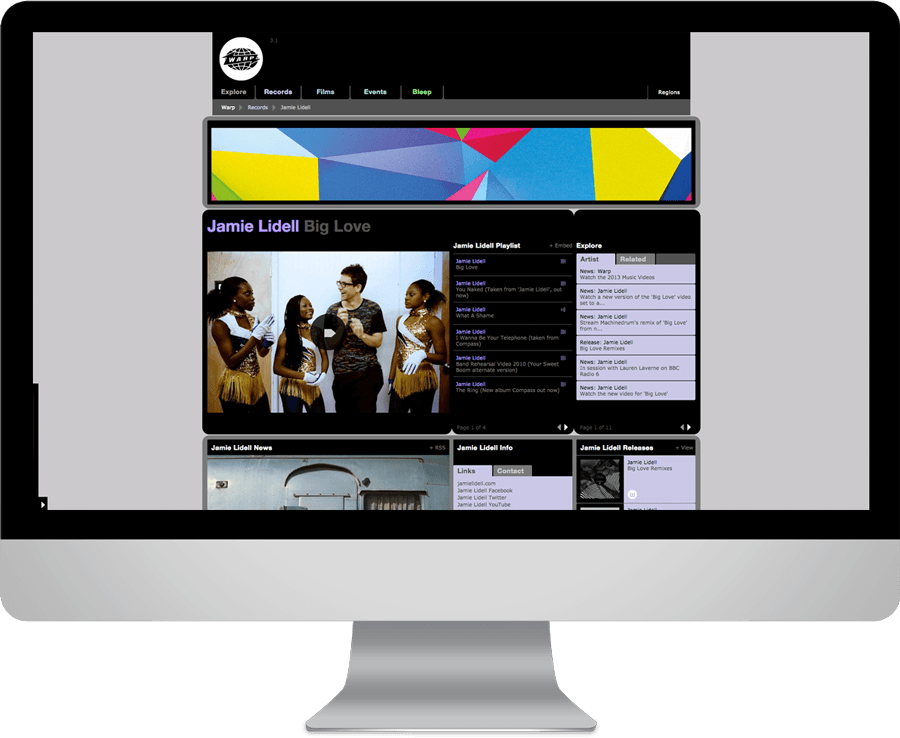 WARP
3.1
Explore Records Films Events Bleep Regions
Warp Records Jamie Lidell
Jamie Lidell Big Love
Jamie Lidell Playlist + Embed
Jamie Lidell
Big Love
Jamie Lidell
You Naked (Taken from 'Jamie Lidell', out
now)
Jamie Lidell
What A Shame
Jamie Lidell
I Wanna Be Your Telephone (taken from
Compass)
Jamie Lidell
Band Rehearsal Video 2010 (Your Sweet
Boom alternate version)
Jamie Lidell
The Ring (New album Compass out now)
Page 1 of 4
Explore
Artist Related
News: Warp
Watch the 2013 Music Videos
News: Jamie Lidell
Watch a new version of the 'Big Love' video
set to a...
News: Jamie Lidell
Stream Machinedrum's remix of 'Big Love'
from n...
Release: Jamie Lidell
Big Love Remixes
News: Jamie Lidell
In session with Lauren Laverne on BBC
Radio 6
News: Jamie Lidell
Watch the new video for 'Big Love'
Page 1 of 11
Jamie Lidell News + RSS
Jamie Lidell Info
Links Contact
jamielidell.com
Jamie Lidell Facebook
Jamie Lidell Twitter
Jamie Lidell YouTube
Jamie Lidell Releases + View
Jamie Lidell
Big Love Remixes